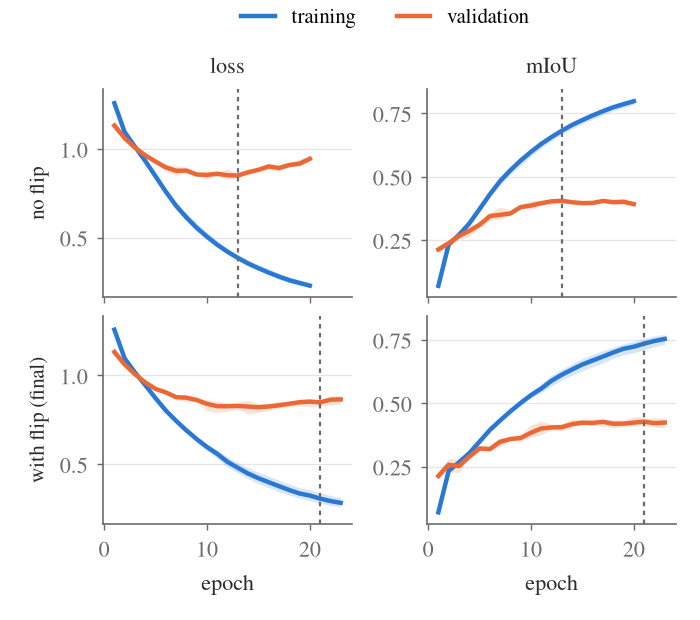 training validation
loss mIoU
no flip
1.0
0.5
0.75
0.50
0.25
with flip (final)
1.0
0.5
0.75
0.50
0.25
0 10 20
0 10 20
epoch epoch